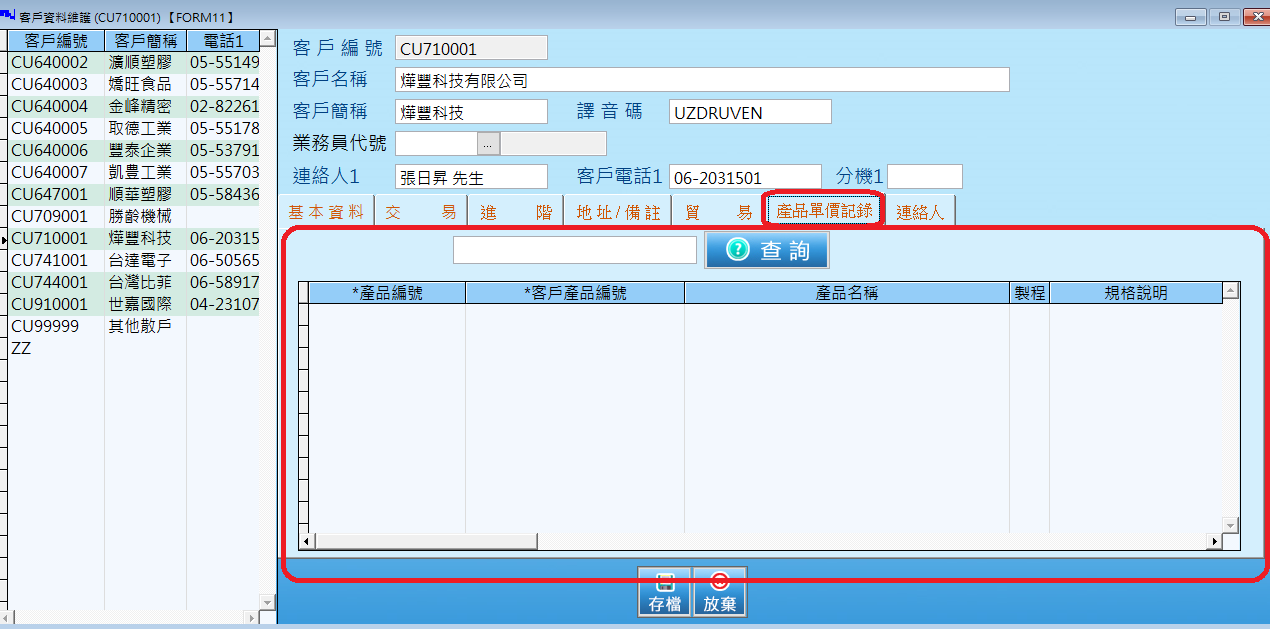 客戶資料維護 (CU710001) 【FORM11】
客戶編號 客戶簡稱 電話1
CU640002 濱順塑膠 05-55149
CU640003 嬌旺食品 05-55714
CU640004 金峰精密 02-82261
CU640005 取德工業 05-55178
CU640006 豐泰企業 05-53791
CU640007 凱豊工業 05-55703
CU647001 順華塑膠 05-58436
CU709001 勝齡機械
CU710001 燁豐科技 06-20315
CU741001 台達電子 06-50565
CU744001 台灣比菲 06-58917
CU910001 世嘉國際 04-23107
CU99999 其他散戶
ZZ
客戶編號 CU710001
客戶名稱 燁豐科技有限公司
客戶簡稱 燁豐科技 譯音碼 UZDRUVEN
業務員代號 ...
連絡人1 張日昇 先生 客戶電話1 06-2031501 分機1
基本資料 交易 進階 地址/備註 貿易 產品單價記錄 連絡人
? 查詢
*產品編號 *客戶產品編號 產品名稱 製程 規格說明
存檔 放棄